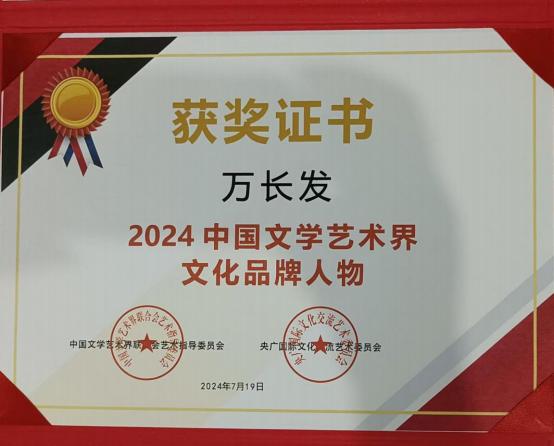 获奖证书
万长发
2024 中国文学艺术界
文化品牌人物
中国文学艺术界联合会艺术指导委员会
央广国际文化交流艺术委员会
2024年7月19日